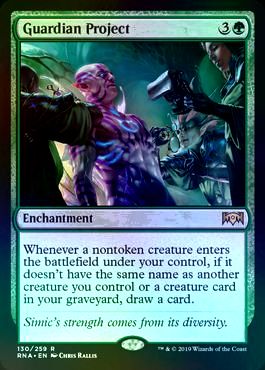 Guardian Project 3
Enchantment
Whenever a nontoken creature enters
the battlefield under your control, if it
doesn't have the same name as another
creature you control or a creature card
in your graveyard, draw a card.
Simic's strength comes from its diversity.
130/259 R
RNA • EN Chris Rallis
™ & © 2019 Wizards of the Coast